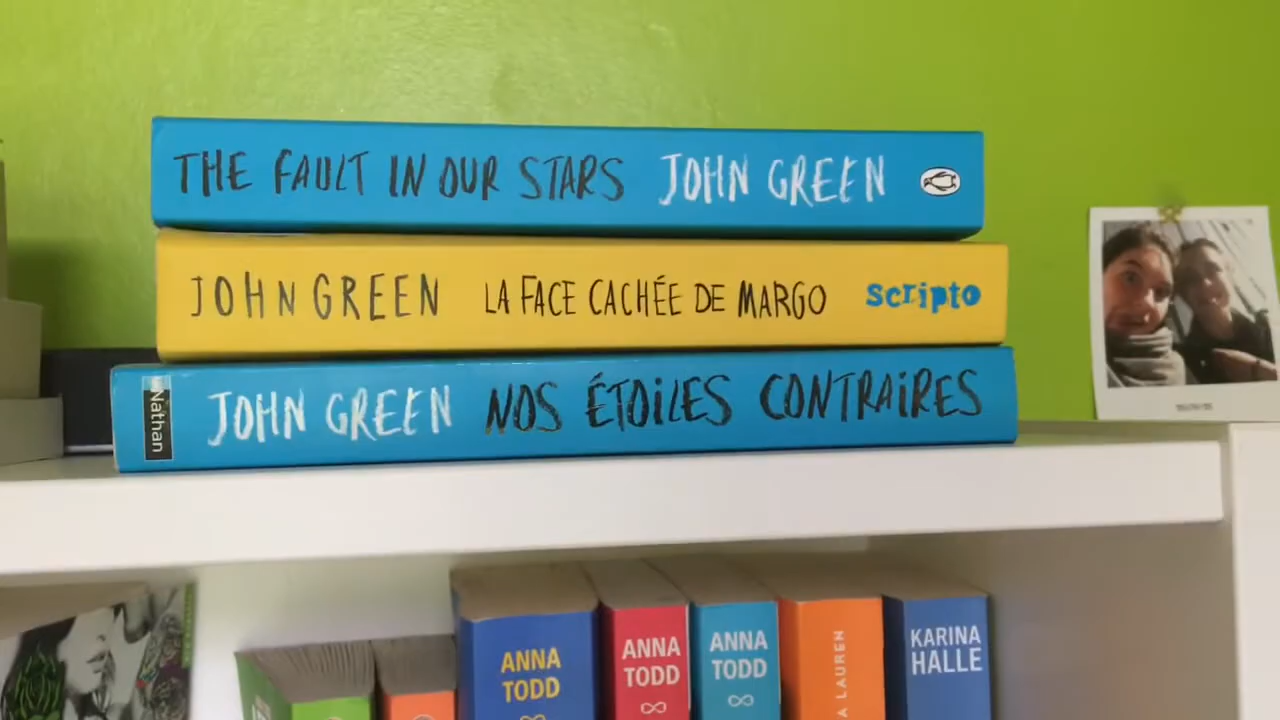 THE FAULT IN OUR STARS JOHN GREEN
JOHN GREEN LA FACE CACHÉE DE MARGO scripto
Nathan JOHN GREEN NOS ÉTOILES CONTRAIRES
ANNA TODD
ANNA TODD
ANNA TODD
LAUREN
KARINA HALLE